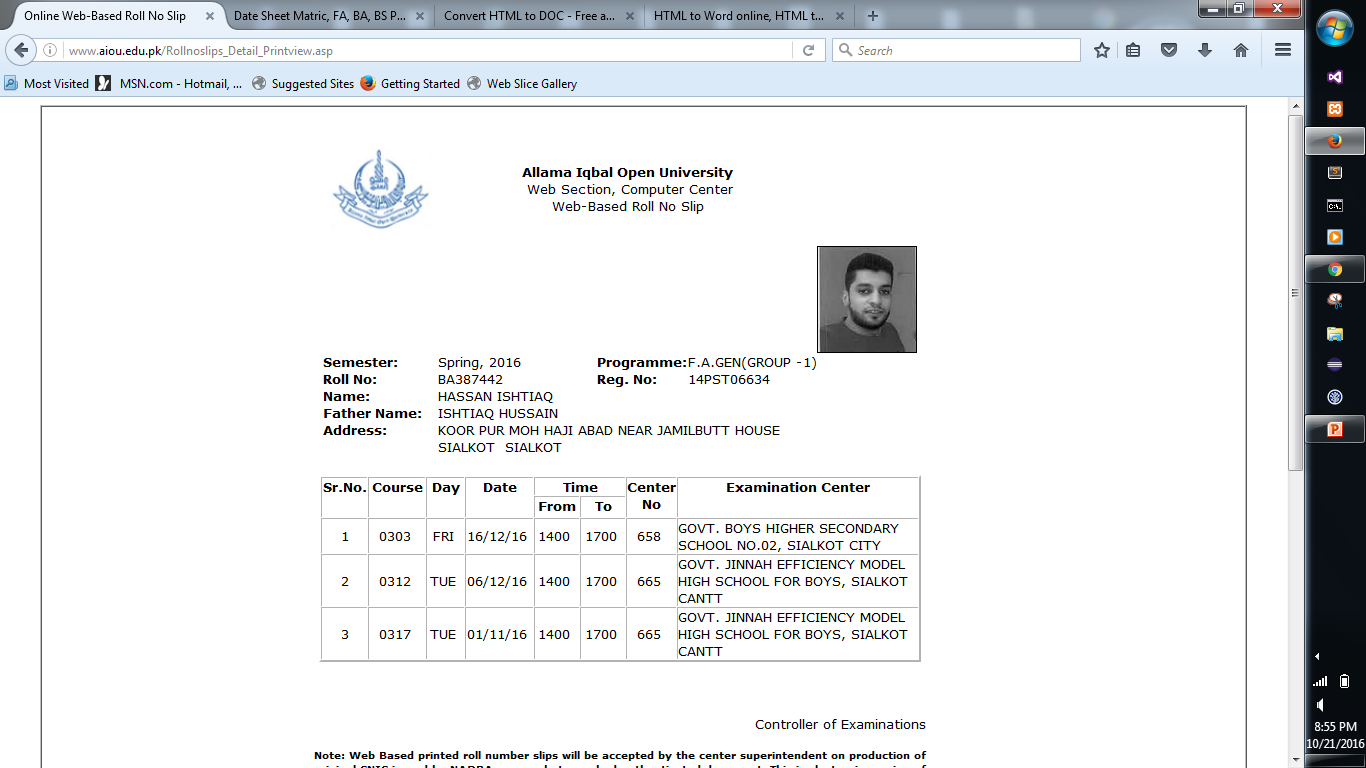 Online Web-Based Roll No Slip
Date Sheet Matric, FA, BA, BS P...
Convert HTML to DOC - Free a...
HTML to Word online, HTML t...
www.aiou.edu.pk/Rollnoslips_Detail_Printview.asp
Search
Most Visited
MSN.com - Hotmail, ...
Suggested Sites
Getting Started
Web Slice Gallery
Allama Iqbal Open University
Web Section, Computer Center
Web-Based Roll No Slip
Semester: Spring, 2016 Programme:F.A.GEN(GROUP -1)
Roll No: BA387442 Reg. No: 14PST06634
Name: HASSAN ISHTIAQ
Father Name: ISHTIAQ HUSSAIN
Address: KOOR PUR MOH HAJI ABAD NEAR JAMILBUTT HOUSE
SIALKOT SIALKOT
Sr.No. Course Day Date Time Center No Examination Center
From To
1 0303 FRI 16/12/16 1400 1700 658 GOVT. BOYS HIGHER SECONDARY
SCHOOL NO.02, SIALKOT CITY
2 0312 TUE 06/12/16 1400 1700 665 GOVT. JINNAH EFFICIENCY MODEL
HIGH SCHOOL FOR BOYS, SIALKOT
CANTT
3 0317 TUE 01/11/16 1400 1700 665 GOVT. JINNAH EFFICIENCY MODEL
HIGH SCHOOL FOR BOYS, SIALKOT
CANTT
Controller of Examinations
Note: Web Based printed roll number slips will be accepted by the center superintendent on production of
8:55 PM
10/21/2016